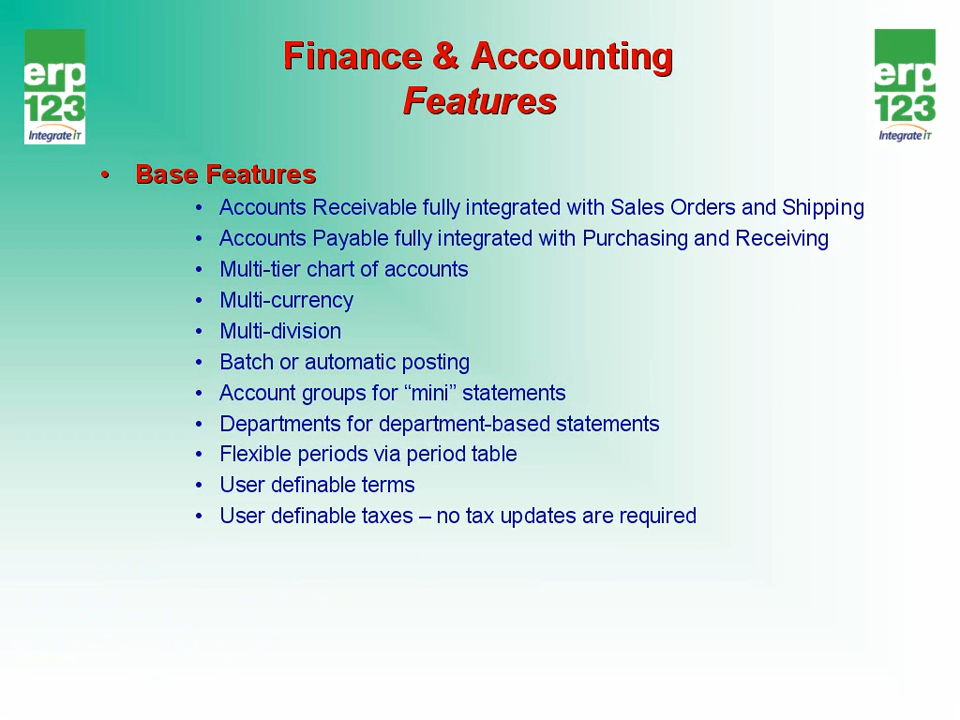 erp
123
Integrate iT
Finance & Accounting
Features
erp
123
Integrate iT
• Base Features
• Accounts Receivable fully integrated with Sales Orders and Shipping
• Accounts Payable fully integrated with Purchasing and Receiving
• Multi-tier chart of accounts
• Multi-currency
• Multi-division
• Batch or automatic posting
• Account groups for “mini” statements
• Departments for department-based statements
• Flexible periods via period table
• User definable terms
• User definable taxes – no tax updates are required